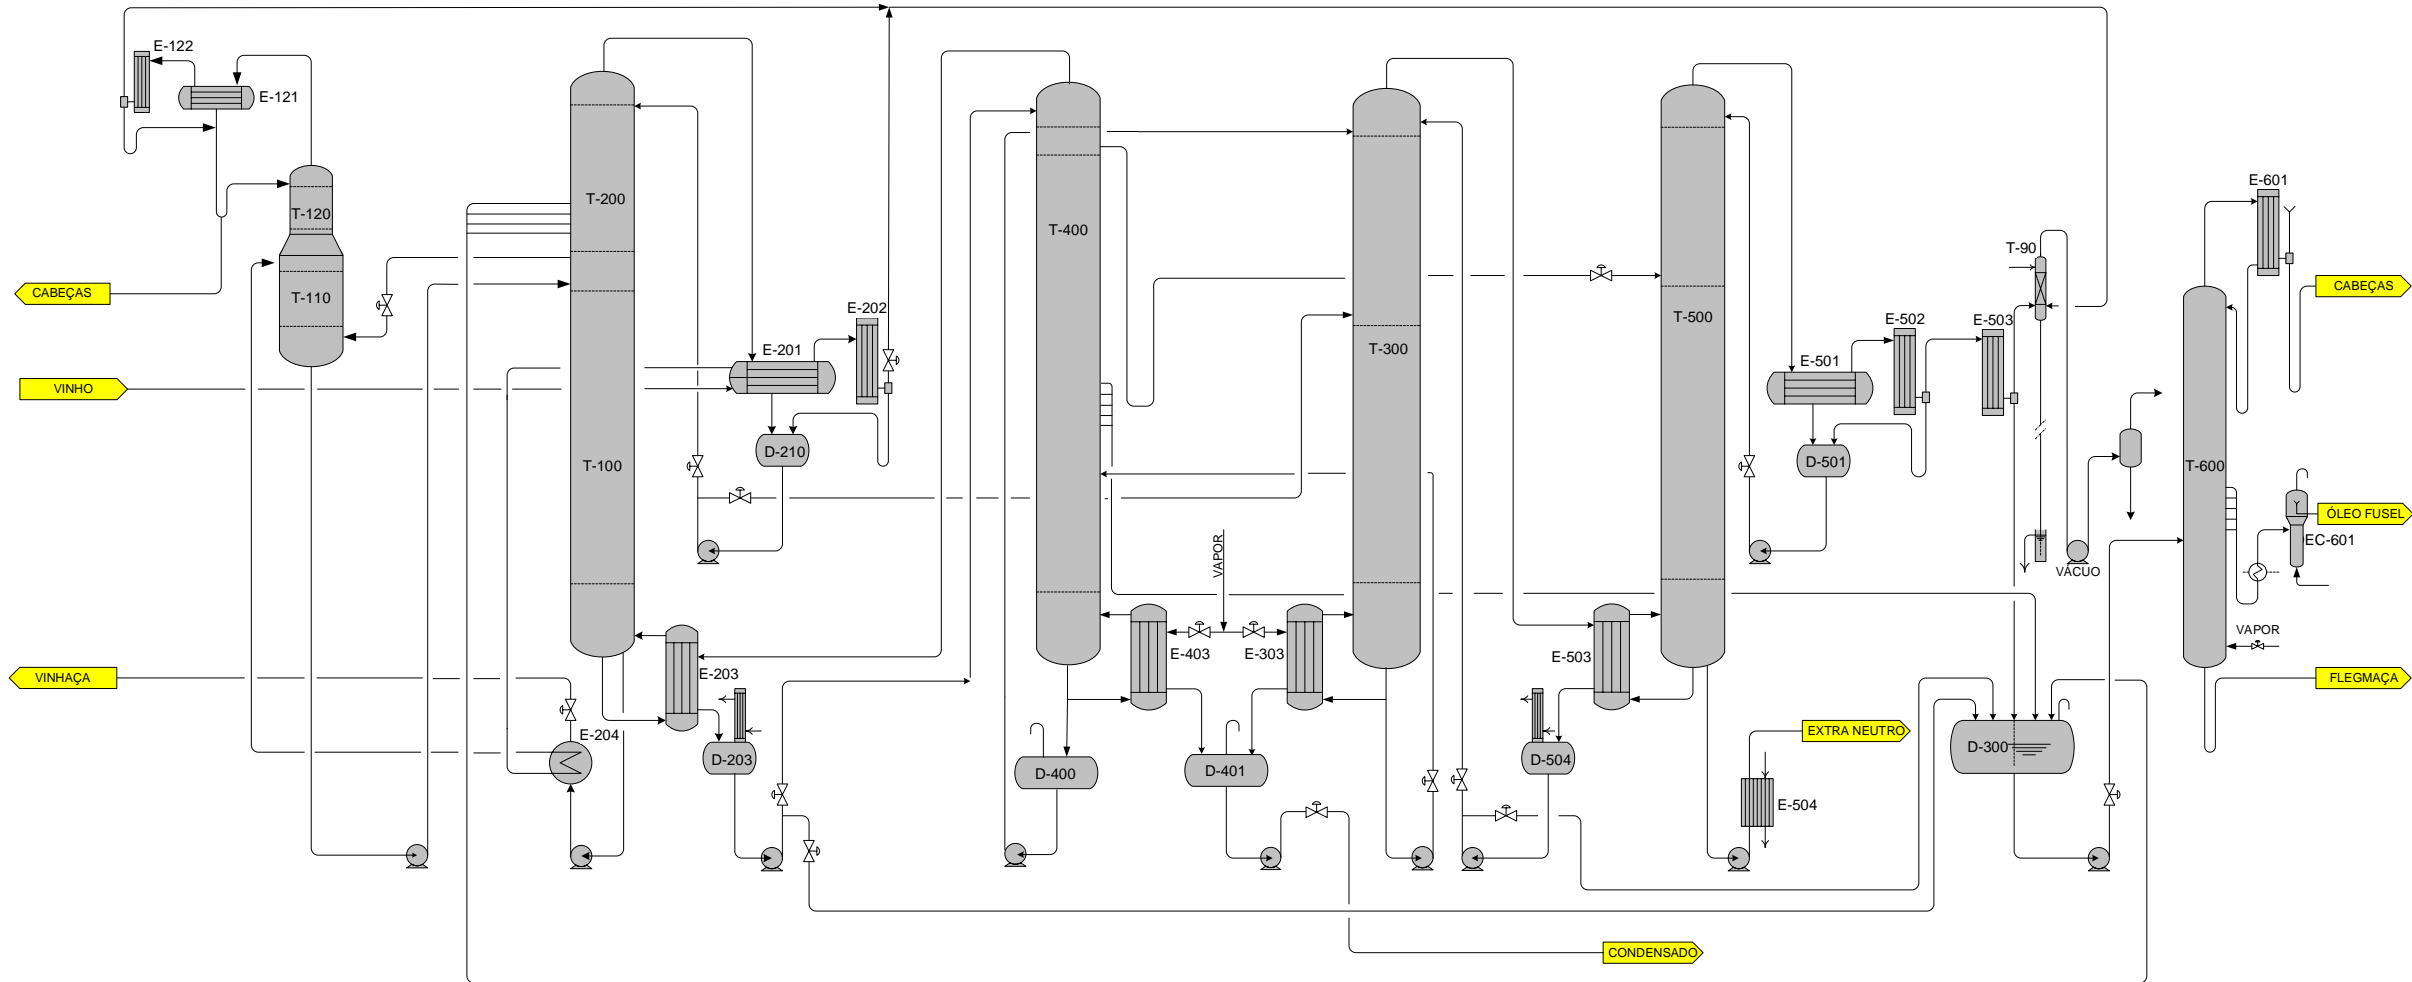 E-122
E-121
T-120
T-110
CABEÇAS
VINHO
VINHAÇA
T-200
T-100
E-201
E-202
D-210
E-203
E-204
D-203
T-400
VAPOR
E-403
E-303
D-400
D-401
T-300
T-500
E-501
E-502
E-503
D-501
E-503
D-504
EXTRA NEUTRO
E-504
CONDENSADO
T-90
VÁCUO
D-300
T-600
E-601
CABEÇAS
ÓLEO FUSEL
EC-601
VAPOR
FLEGMAÇA